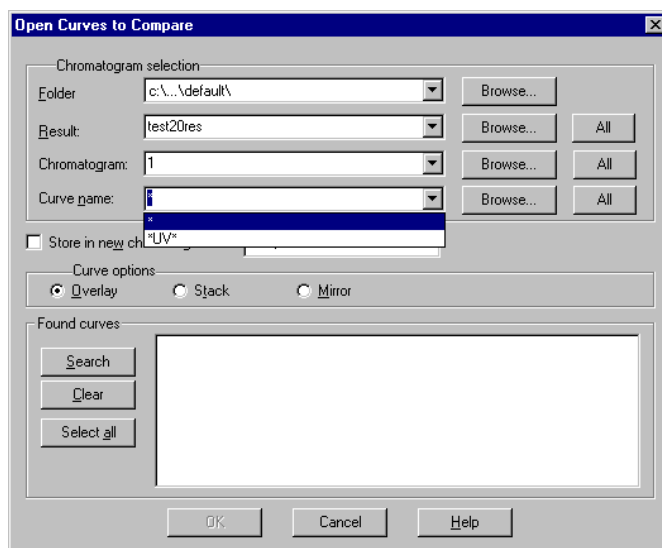 Open Curves to Compare
Chromatogram selection
Folder c:\...\default\ Browse...
Result: test20res Browse... All
Chromatogram: 1 Browse... All
Curve name: * Browse... All
*
*UV*
Store in new ch
Curve options
Overlay Stack Mirror
Found curves
Search
Clear
Select all
OK Cancel Help